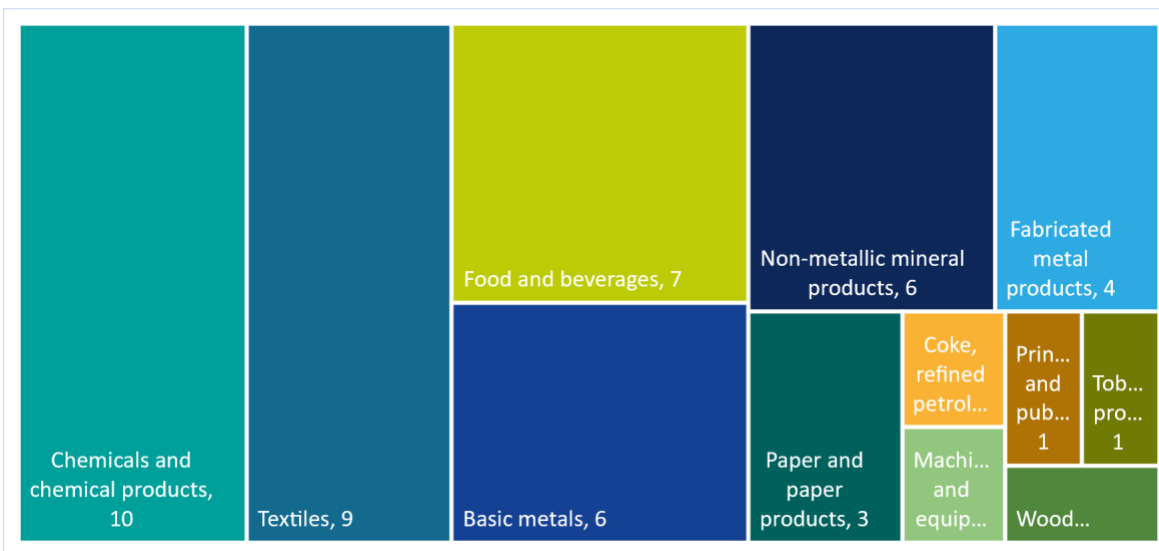 Chemicals and
chemical products,
10
Textiles, 9
Food and beverages, 7
Basic metals, 6
Non-metallic mineral
products, 6
Fabricated
metal
products, 4
Paper and
paper
products, 3
Coke,
refined
petrol...
Machi...
and
equip...
Prin...
and
pub...
1
Tob...
pro...
1
Wood...